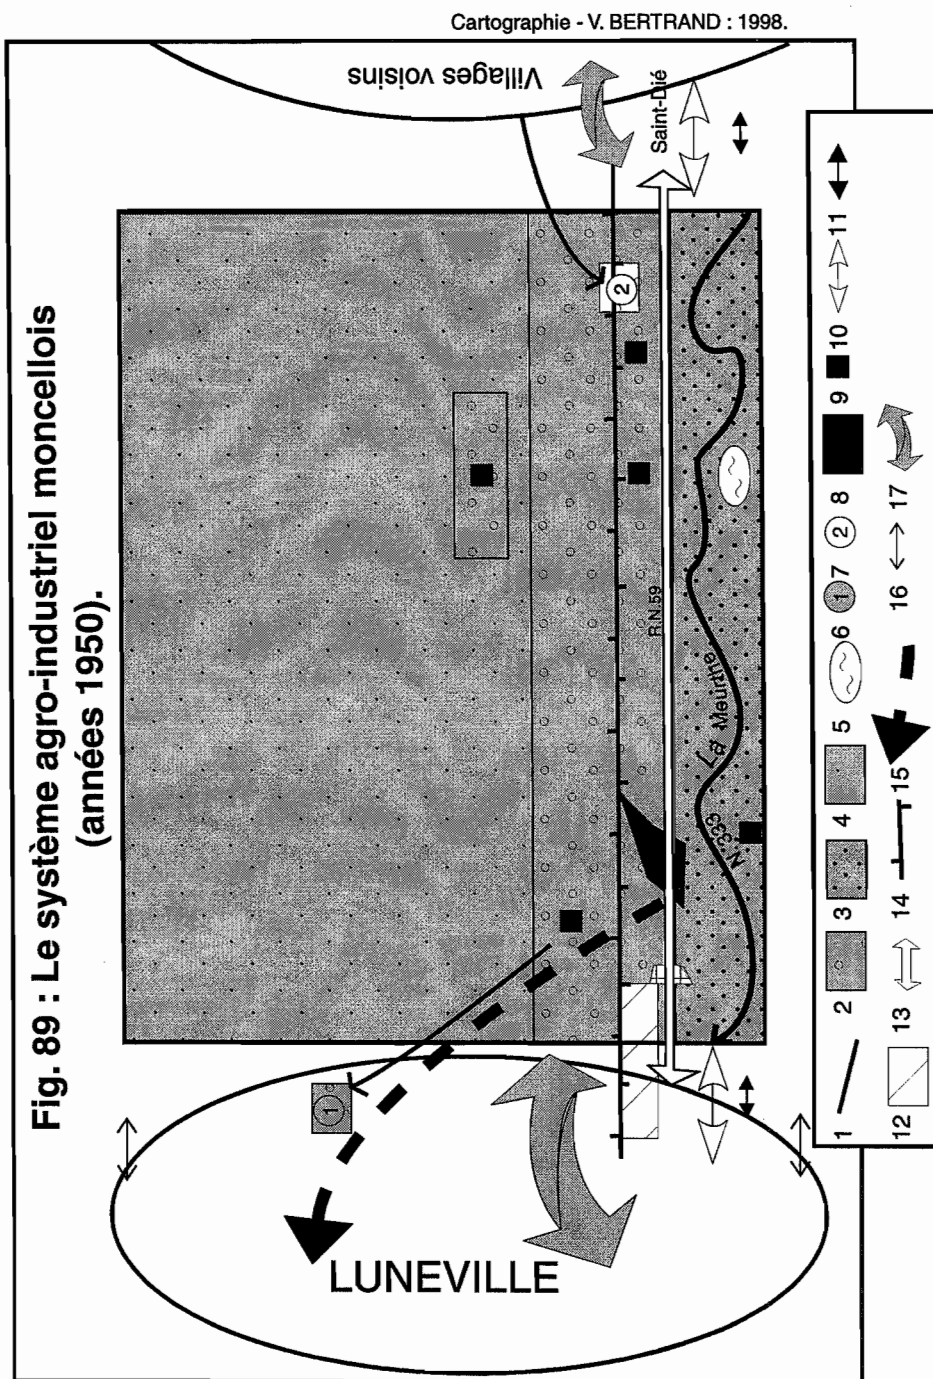 Cartographie - V. BERTRAND : 1998.
Fig. 89 : Le système agro-industriel moncellois
(années 1950).
Villages voisins
Saint-Dié
2
R.N.59
La Meurthe
N.333
1
LUNEVILLE
1 2 3 4 5 6 1 7 2 8 9 10 11
12 13 14 15 16 17